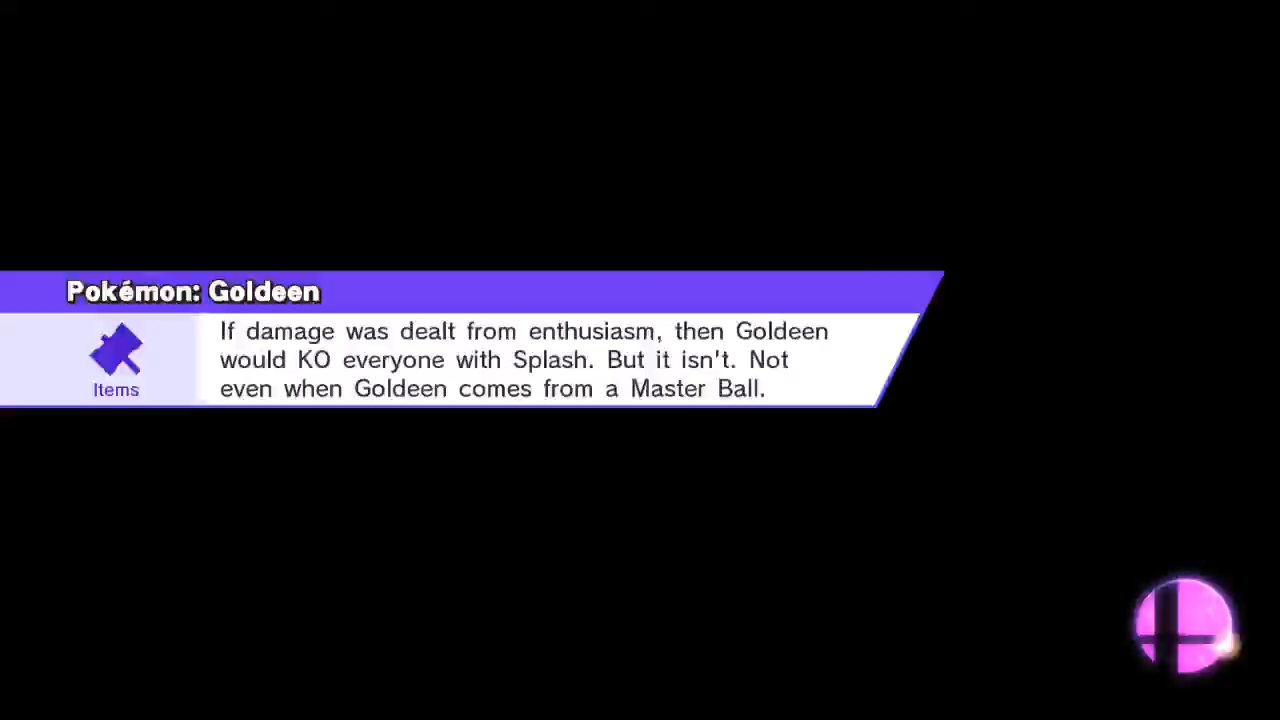 Pokémon: Goldeen
If damage was dealt from enthusiasm, then Goldeen
would KO everyone with Splash. But it isn't. Not
even when Goldeen comes from a Master Ball.
Items